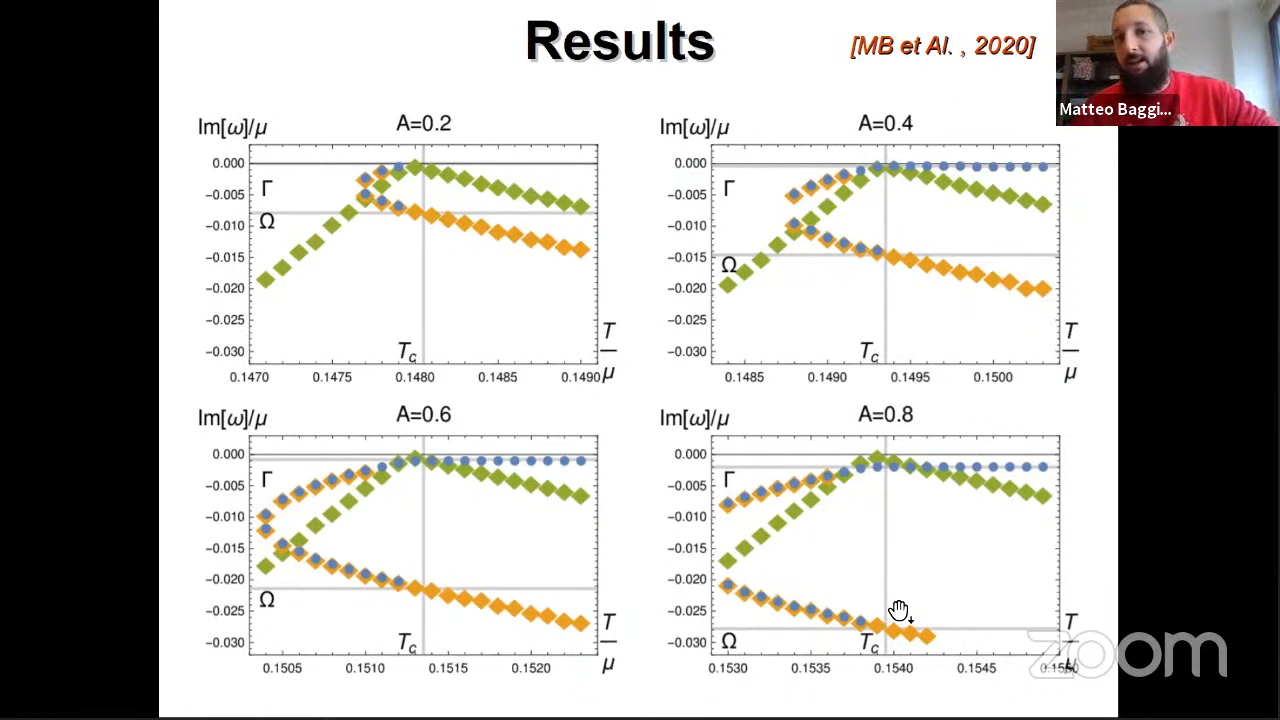 Results
[MB et Al. , 2020]
Matteo Baggi...
Im[ω]/μ
A=0.2
0.000
Γ
-0.005
Ω
-0.010
-0.015
-0.020
-0.025
-0.030
Tc
T
μ
0.1470 0.1475 0.1480 0.1485 0.1490
Im[ω]/μ
A=0.4
0.000
Γ
-0.005
-0.010
-0.015
Ω
-0.020
-0.025
-0.030
Tc
T
μ
0.1485 0.1490 0.1495 0.1500
Im[ω]/μ
A=0.6
0.000
Γ
-0.005
-0.010
-0.015
-0.020
Ω
-0.025
-0.030
Tc
T
μ
0.1505 0.1510 0.1515 0.1520
Im[ω]/μ
A=0.8
0.000
Γ
-0.005
-0.010
-0.015
-0.020
-0.025
-0.030
Ω
Tc
T
μ
0.1530 0.1535 0.1540 0.1545
zoom